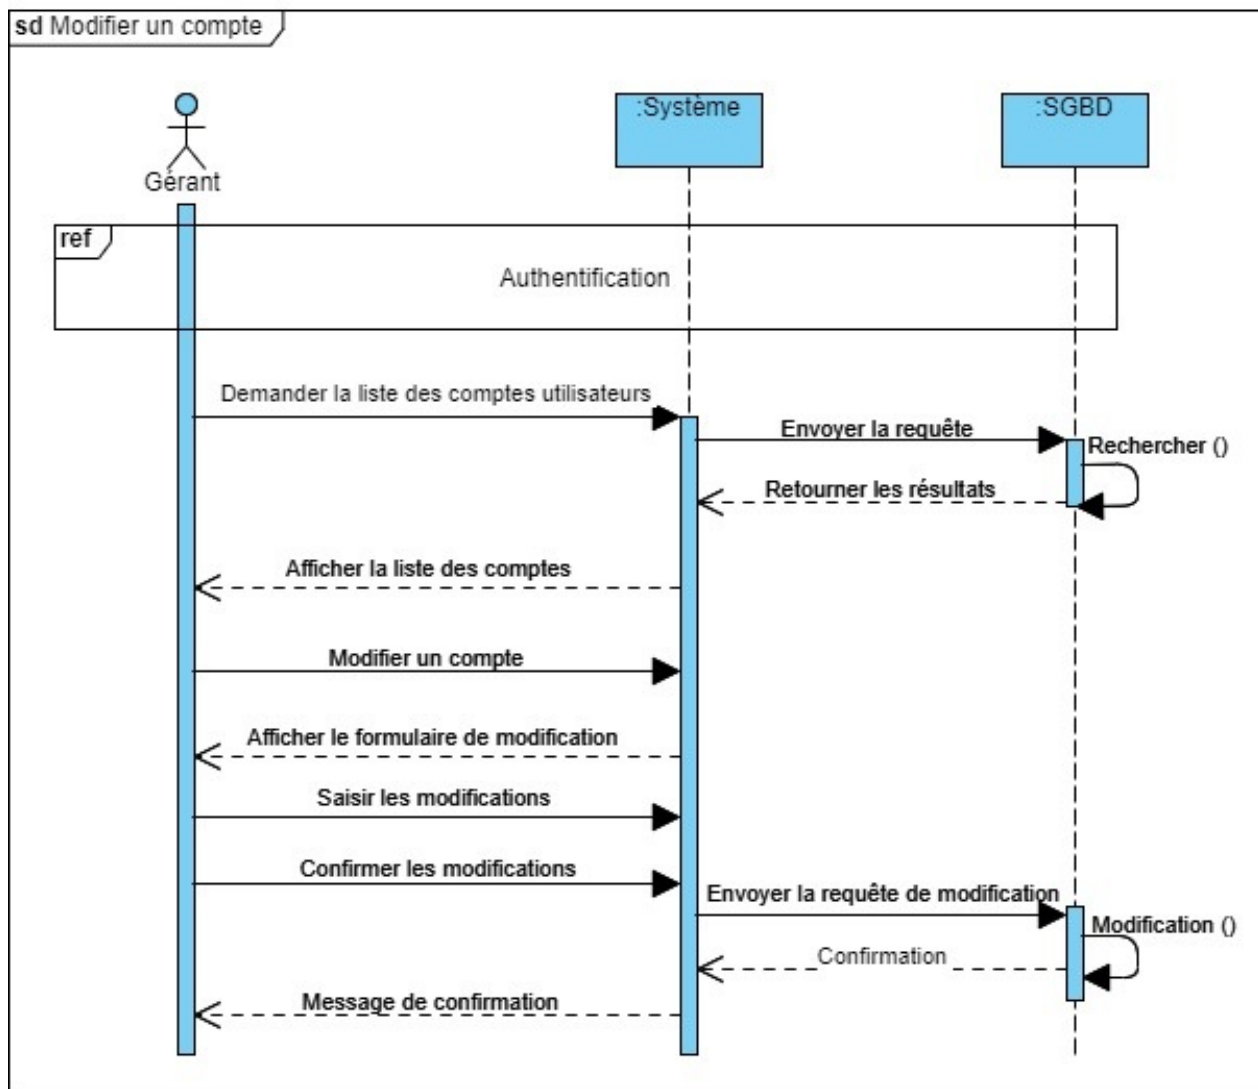 sd Modifier un compte
:Système
:SGBD
Gérant
ref
Authentification
Demander la liste des comptes utilisateurs
Envoyer la requête
Rechercher ()
Retourner les résultats
Afficher la liste des comptes
Modifier un compte
Afficher le formulaire de modification
Saisir les modifications
Confirmer les modifications
Envoyer la requête de modification
Modification ()
Confirmation
Message de confirmation